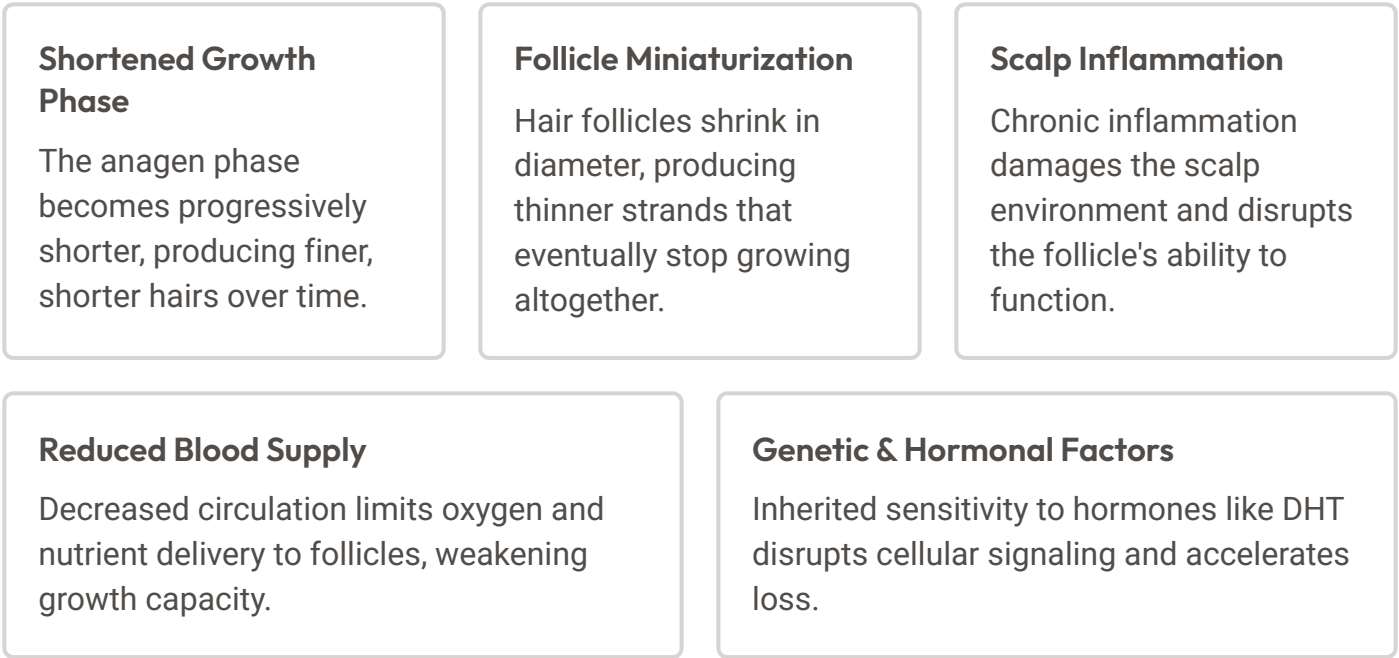 Shortened Growth
Phase
The anagen phase
becomes progressively
shorter, producing finer,
shorter hairs over time.
Follicle Miniaturization
Hair follicles shrink in
diameter, producing
thinner strands that
eventually stop growing
altogether.
Scalp Inflammation
Chronic inflammation
damages the scalp
environment and disrupts
the follicle's ability to
function.
Reduced Blood Supply
Decreased circulation limits oxygen and
nutrient delivery to follicles, weakening
growth capacity.
Genetic & Hormonal Factors
Inherited sensitivity to hormones like DHT
disrupts cellular signaling and accelerates
loss.